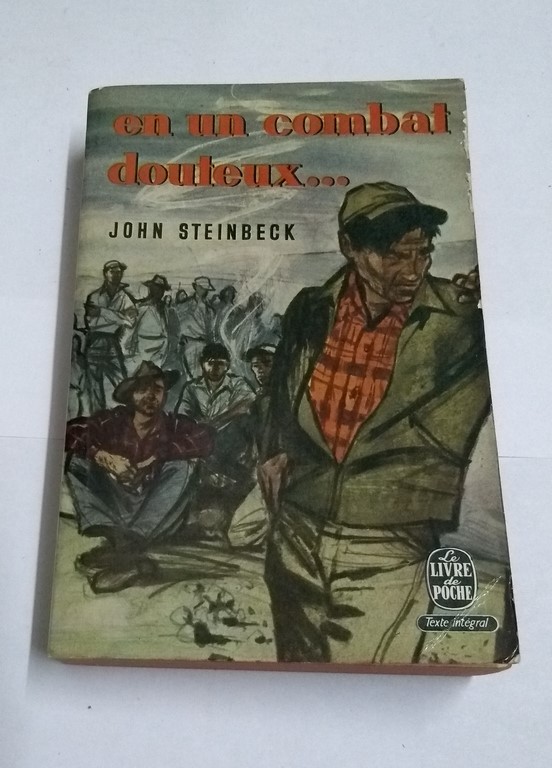 en un combat
douteux...
JOHN STEINBECK
Le
LIVRE
de
POCHE
Texte intégral